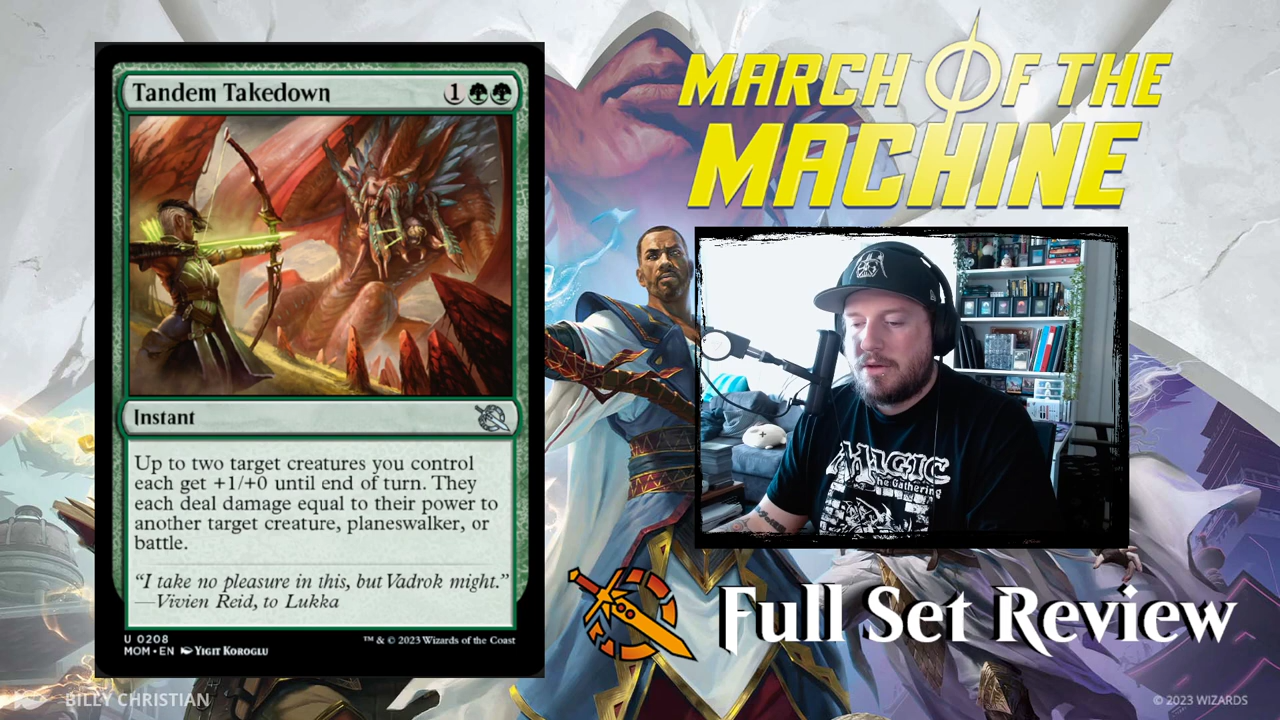 Tandem Takedown 1
Instant
Up to two target creatures you control
each get +1/+0 until end of turn. They
each deal damage equal to their power to
another target creature, planeswalker, or
battle.
“I take no pleasure in this, but Vadrok might.”
—Vivien Reid, to Lukka
U 0208
MOM • EN YIGIT KOROGLU
™ & © 2023 Wizards of the Coast
MARCH OF THE
MACHINE
MAGIC
The Gathering
Full Set Review
BILLY CHRISTIAN
© 2023 WIZARDS